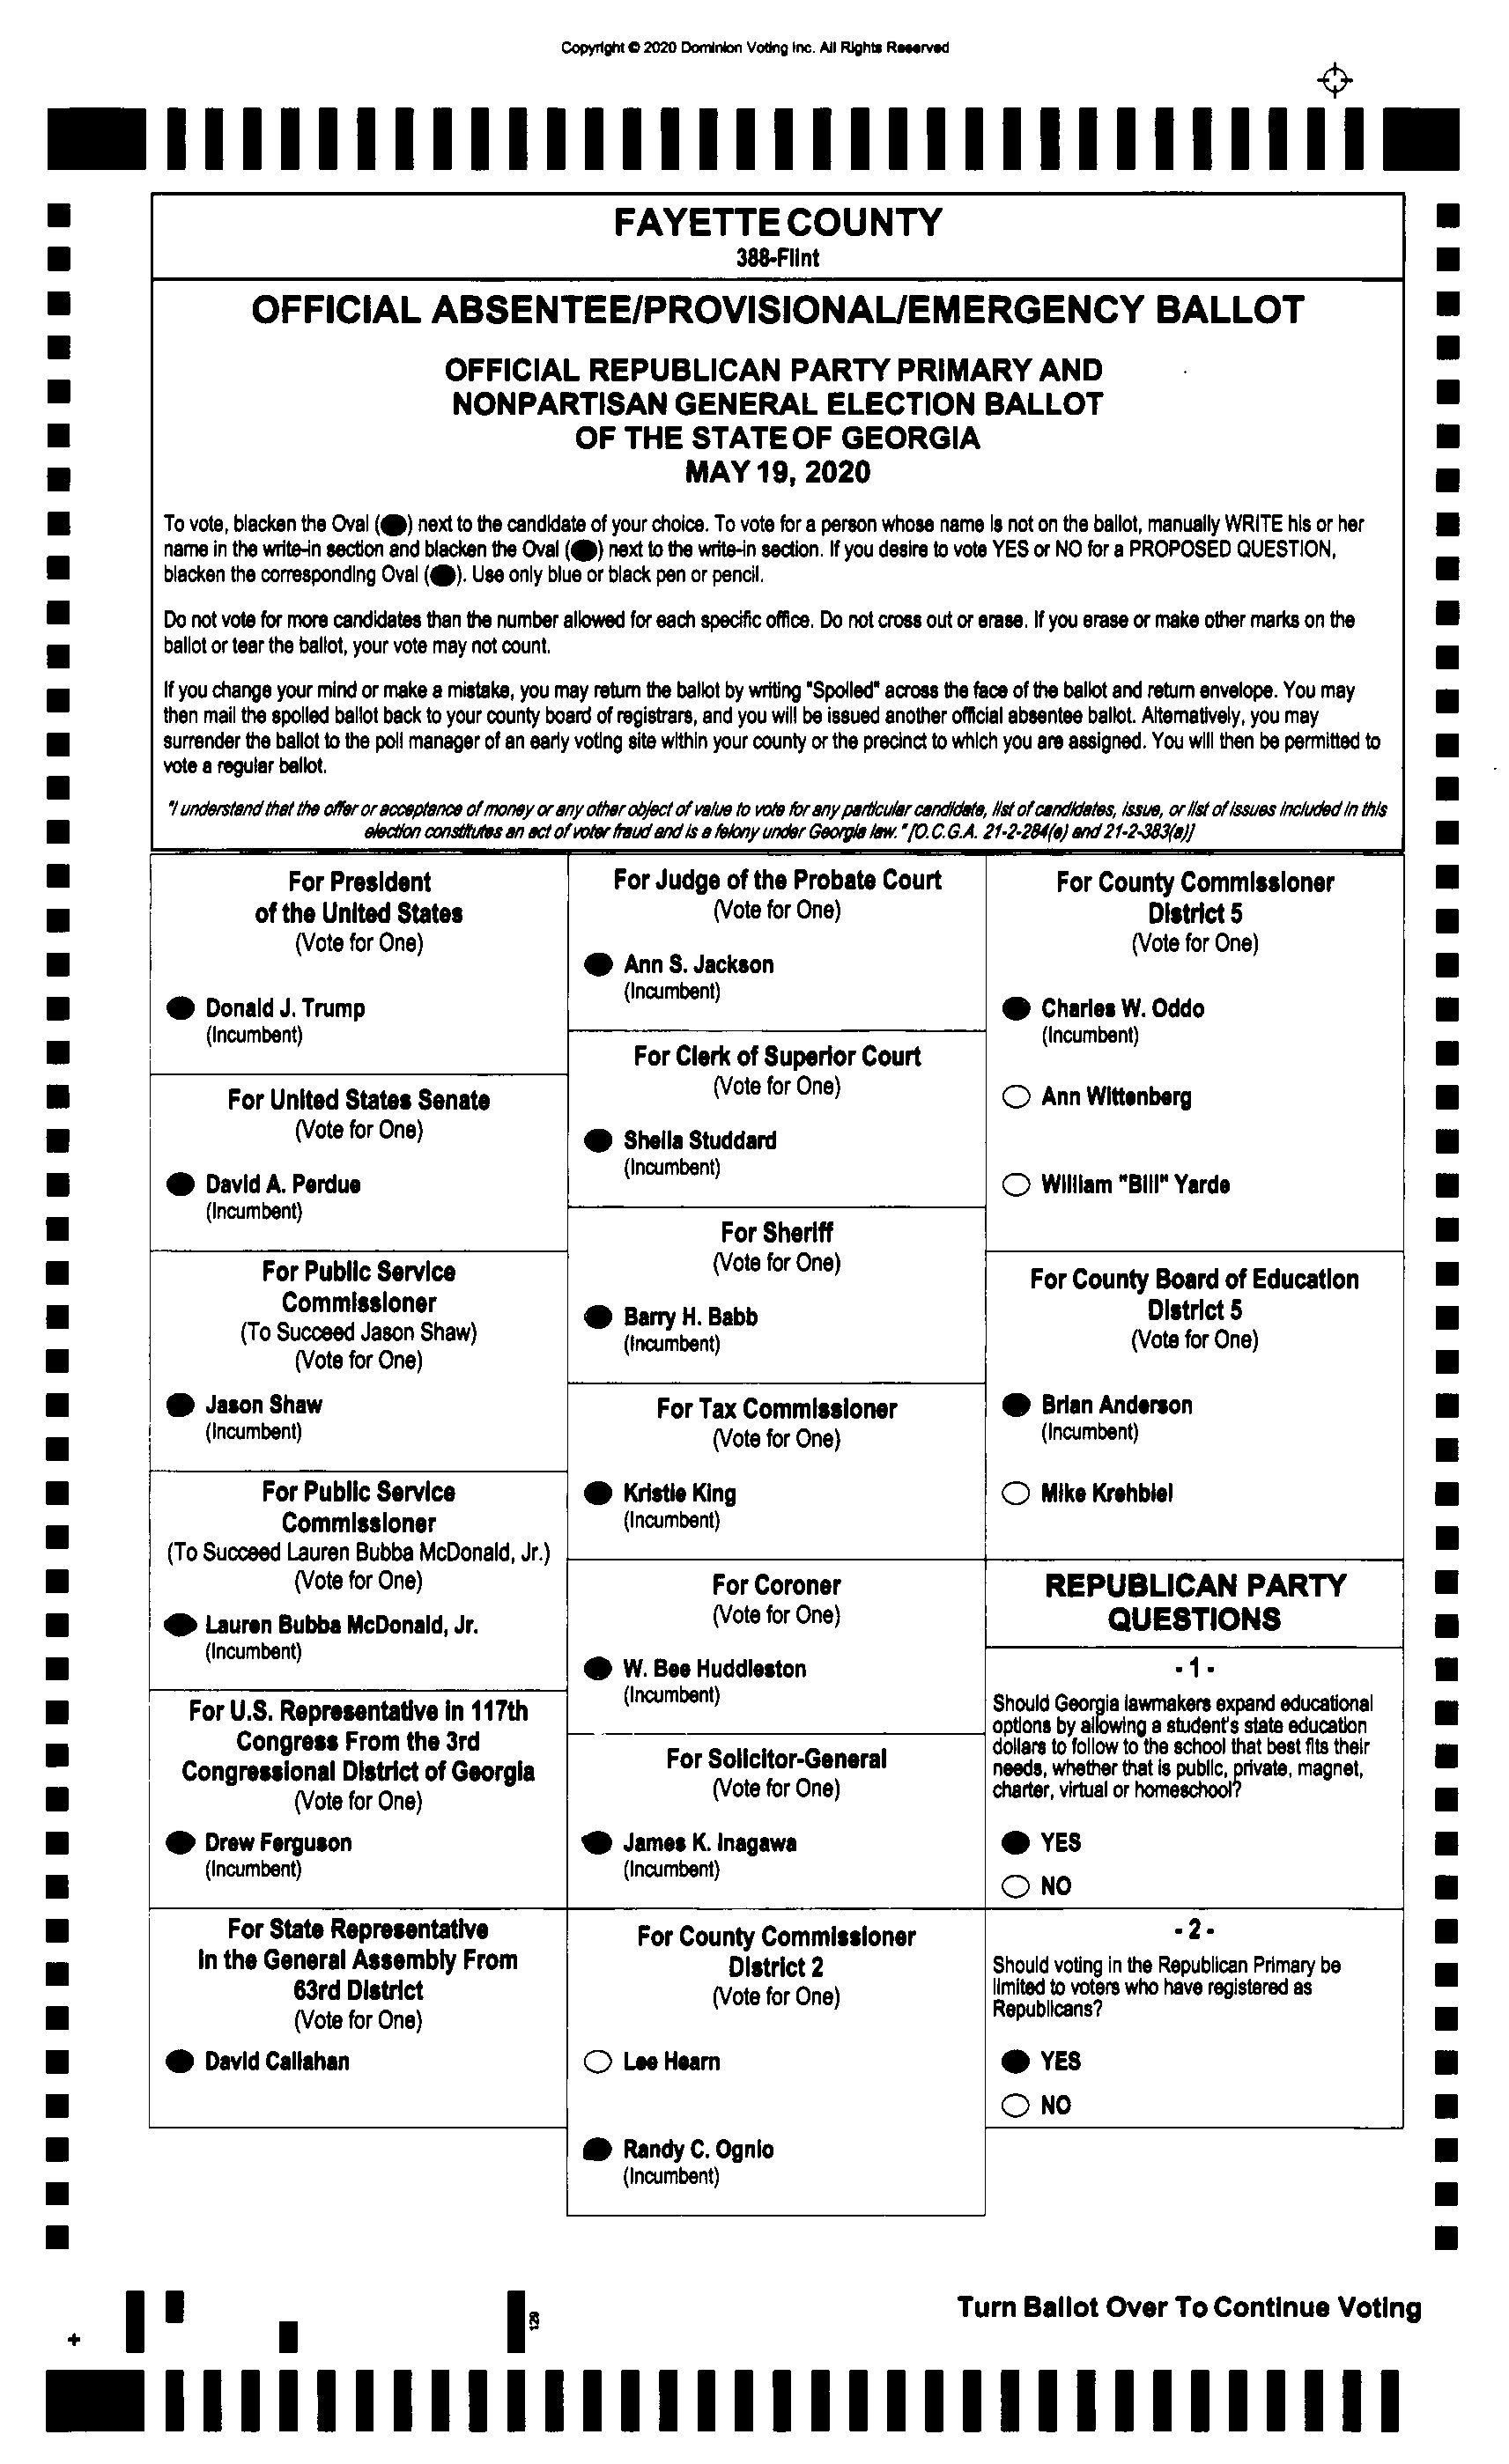 Copyright © 2020 Dominion Voting Inc. All Rights Reserved
FAYETTE COUNTY
388-Flint
OFFICIAL ABSENTEE/PROVISIONAL/EMERGENCY BALLOT
OFFICIAL REPUBLICAN PARTY PRIMARY AND
NONPARTISAN GENERAL ELECTION BALLOT
OF THE STATE OF GEORGIA
MAY 19, 2020
To vote, blacken the Oval (⬬) next to the candidate of your choice. To vote for a person whose name is not on the ballot, manually WRITE his or her
name in the write-in section and blacken the Oval (⬬) next to the write-in section. If you desire to vote YES or NO for a PROPOSED QUESTION,
blacken the corresponding Oval (⬬). Use only blue or black pen or pencil.
Do not vote for more candidates than the number allowed for each specific office. Do not cross out or erase. If you erase or make other marks on the
ballot or tear the ballot, your vote may not count.
If you change your mind or make a mistake, you may return the ballot by writing "Spoiled" across the face of the ballot and return envelope. You may
then mail the spoiled ballot back to your county board of registrars, and you will be issued another official absentee ballot. Alternatively, you may
surrender the ballot to the poll manager of an early voting site within your county or the precinct to which you are assigned. You will then be permitted to
vote a regular ballot.
"I understand that the offer or acceptance of money or any other object of value to vote for any particular candidate, list of candidates, issue, or list of issues included in this
election constitutes an act of voter fraud and is a felony under Georgia law." [O.C.G.A. 21-2-284(e) and 21-2-383(a)]
For President
of the United States
(Vote for One)
Donald J. Trump
(Incumbent)
For United States Senate
(Vote for One)
David A. Perdue
(Incumbent)
For Public Service
Commissioner
(To Succeed Jason Shaw)
(Vote for One)
Jason Shaw
(Incumbent)
For Public Service
Commissioner
(To Succeed Lauren Bubba McDonald, Jr.)
(Vote for One)
Lauren Bubba McDonald, Jr.
(Incumbent)
For U.S. Representative in 117th
Congress From the 3rd
Congressional District of Georgia
(Vote for One)
Drew Ferguson
(Incumbent)
For State Representative
in the General Assembly From
63rd District
(Vote for One)
David Callahan
For Judge of the Probate Court
(Vote for One)
Ann S. Jackson
(Incumbent)
For Clerk of Superior Court
(Vote for One)
Sheila Studdard
(Incumbent)
For Sheriff
(Vote for One)
Barry H. Babb
(Incumbent)
For Tax Commissioner
(Vote for One)
Kristie King
(Incumbent)
For Coroner
(Vote for One)
W. Bee Huddleston
(Incumbent)
For Solicitor-General
(Vote for One)
James K. Inagawa
(Incumbent)
For County Commissioner
District 2
(Vote for One)
Lee Hearn
Randy C. Ognio
(Incumbent)
For County Commissioner
District 5
(Vote for One)
Charles W. Oddo
(Incumbent)
Ann Wittenberg
William "Bill" Yarde
For County Board of Education
District 5
(Vote for One)
Brian Anderson
(Incumbent)
Mike Krehbiel
REPUBLICAN PARTY
QUESTIONS
- 1 -
Should Georgia lawmakers expand educational
options by allowing a student's state education
dollars to follow to the school that best fits their
needs, whether that is public, private, magnet,
charter, virtual or homeschool?
YES
NO
- 2 -
Should voting in the Republican Primary be
limited to voters who have registered as
Republicans?
YES
NO
129
Turn Ballot Over To Continue Voting